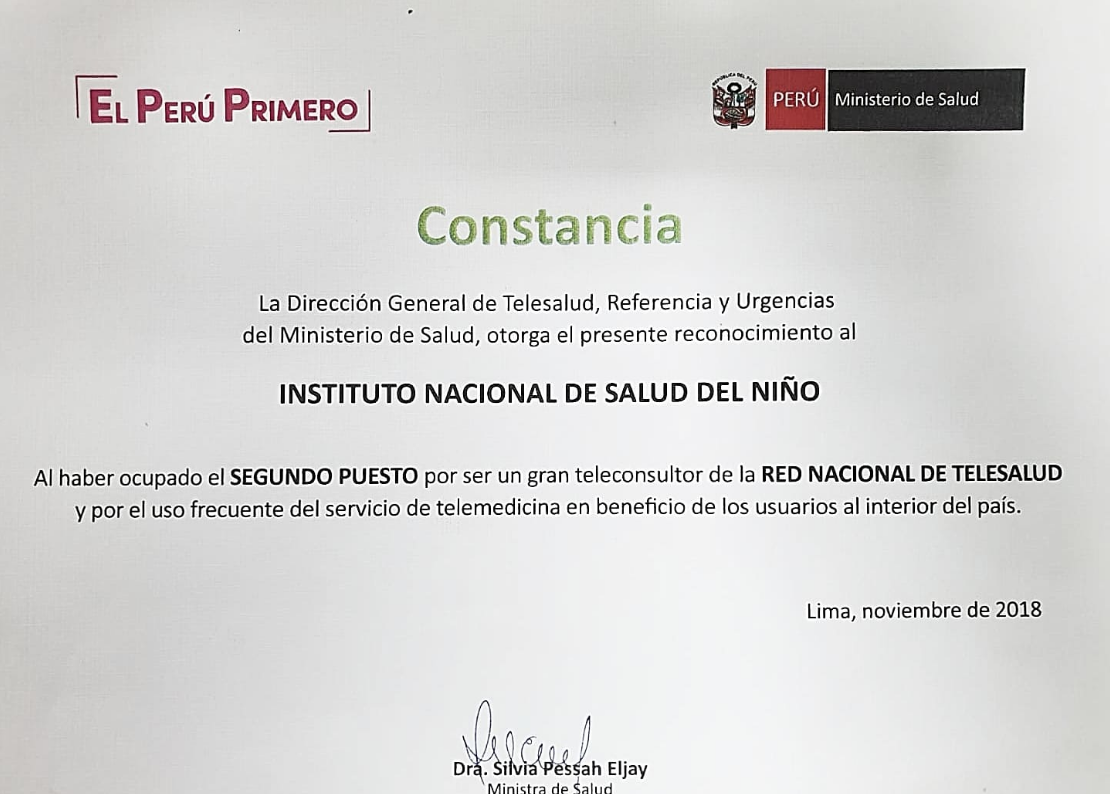 EL PERÚ PRIMERO
REPÚBLICA DEL PERÚ
PERÚ Ministerio de Salud
Constancia
La Dirección General de Telesalud, Referencia y Urgencias
del Ministerio de Salud, otorga el presente reconocimiento al
INSTITUTO NACIONAL DE SALUD DEL NIÑO
Al haber ocupado el SEGUNDO PUESTO por ser un gran teleconsultor de la RED NACIONAL DE TELESALUD
y por el uso frecuente del servicio de telemedicina en beneficio de los usuarios al interior del país.
Lima, noviembre de 2018
Dra. Silvia Pessah Eljay
Ministra de Salud